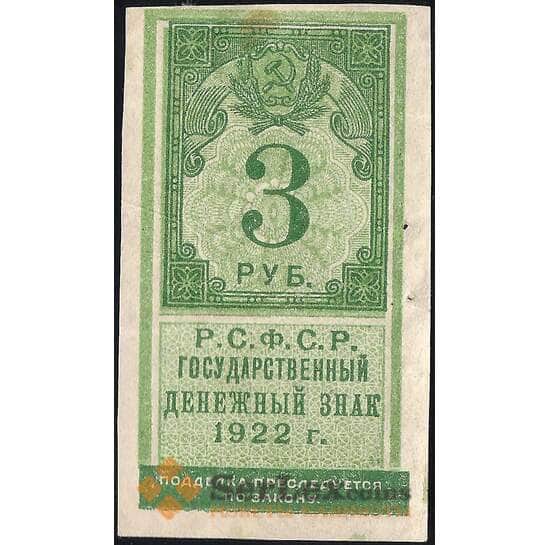 3
РУБ.
Р.С.Ф.С.Р.
ГОСУДАРСТВЕННЫЙ
ДЕНЕЖНЫЙ ЗНАК
1922 г.
ПОДДЕЛКА ПРЕСЛЕДУЕТСЯ
ПО ЗАКОНУ.